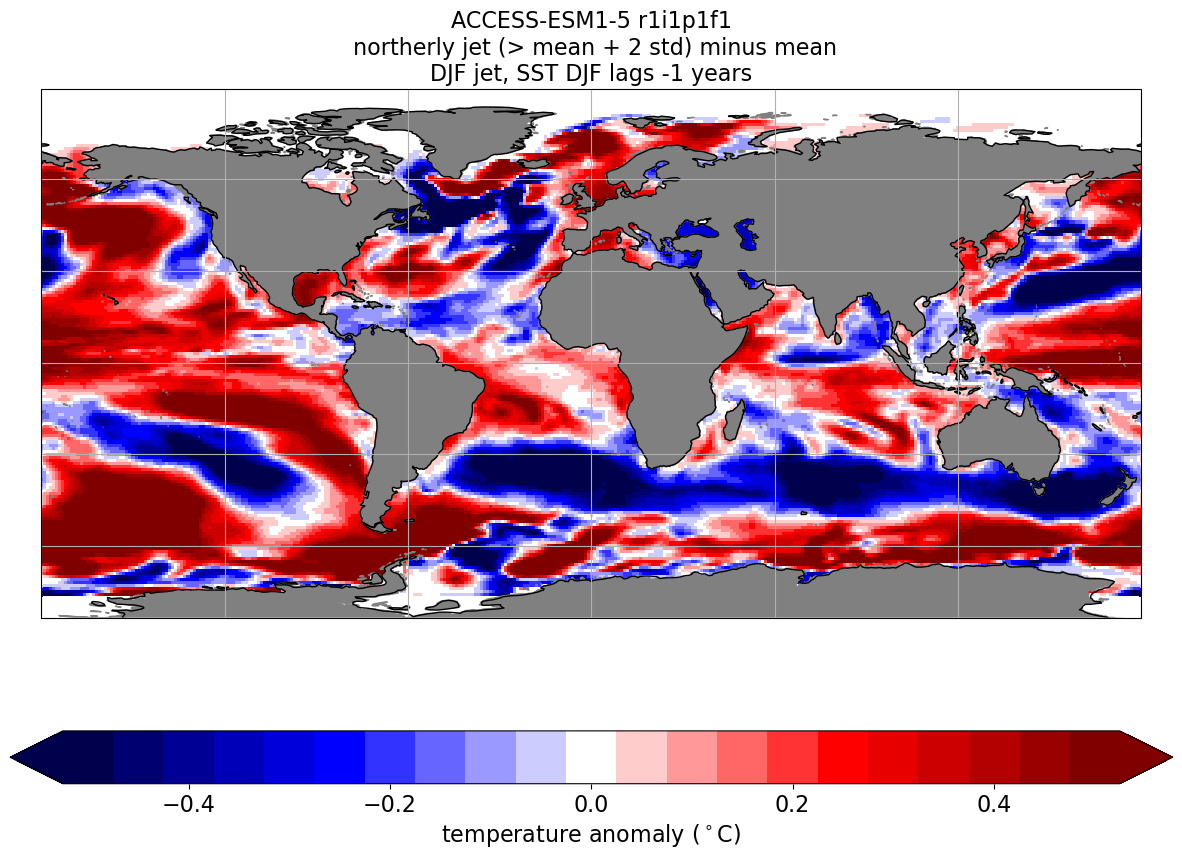 ACCESS-ESM1-5 r1i1p1f1
northerly jet (> mean + 2 std) minus mean
DJF jet, SST DJF lags -1 years
−0.4 −0.2 0.0 0.2 0.4
temperature anomaly (°C)